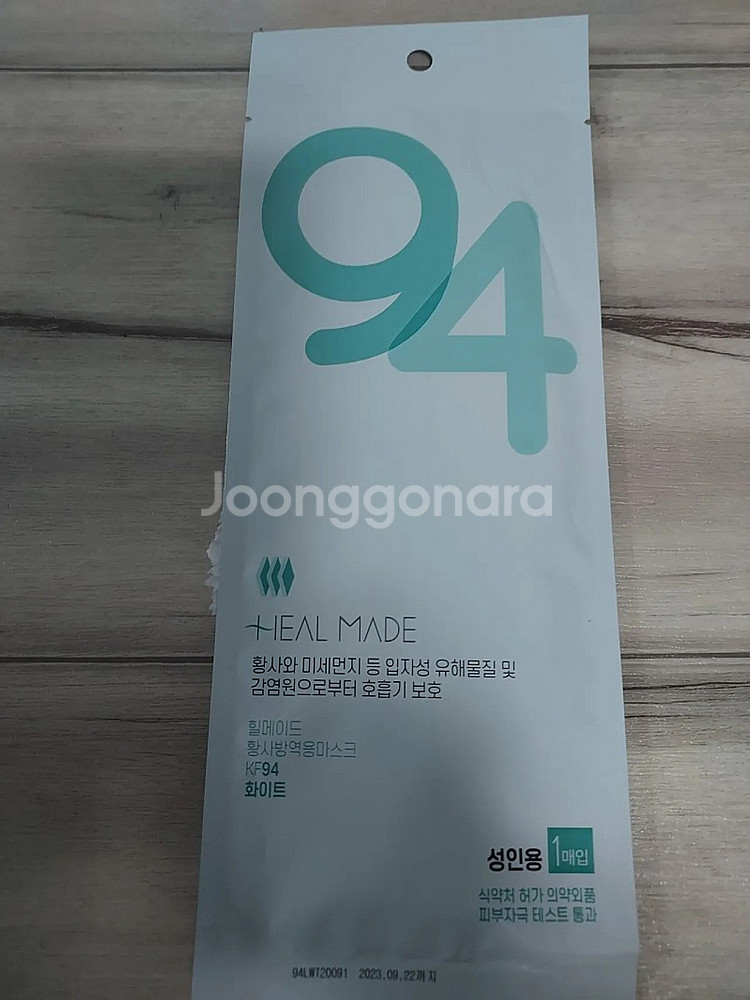 94
Joonggonara
HEAL MADE
황사와 미세먼지 등 입자성 유해물질 및
감염원으로부터 호흡기 보호
힐메이드
황사방역용마스크
KF94
화이트
성인용 1매입
식약처 허가 의약외품
피부자극 테스트 통과
94LWT20091 2023.09.22까지